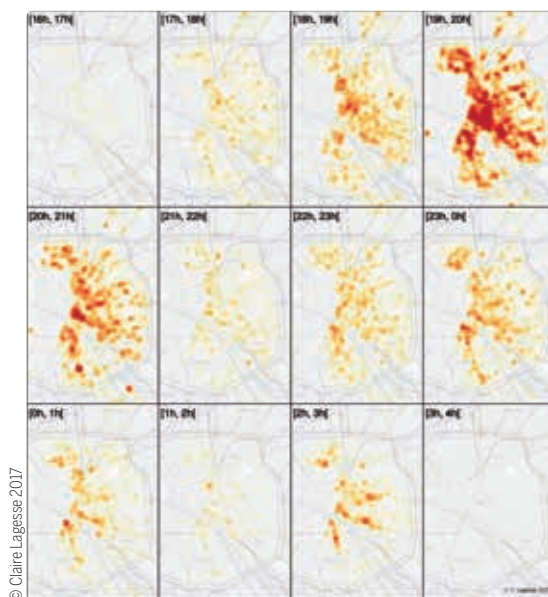 [16h, 17h[
[17h, 18h[
[18h, 19h[
[19h, 20h[
[20h, 21h[
[21h, 22h[
[22h, 23h[
[23h, 0h[
[0h, 1h[
[1h, 2h[
[2h, 3h[
[3h, 4h[
© Claire Lagesse 2017